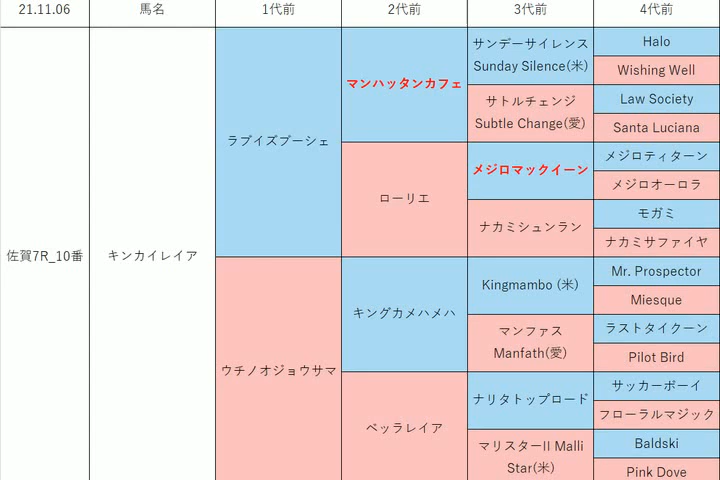 21.11.06 馬名 1代前 2代前 3代前 4代前
佐賀7R_10番
キンカイレイア
ラブイズブーシェ
マンハッタンカフェ
サンデーサイレンス
Sunday Silence(米)
Halo
Wishing Well
サトルチェンジ
Subtle Change(愛)
Law Society
Santa Luciana
ローリエ
メジロマックイーン
メジロティターン
メジロオーロラ
ナカミシュンラン
モガミ
ナカミサファイヤ
ウチノオジョウサマ
キングカメハメハ
Kingmambo (米)
Mr. Prospector
Miesque
マンファス
Manfath(愛)
ラストタイクーン
Pilot Bird
ベッラレイア
ナリタトップロード
サッカーボーイ
フローラルマジック
マリスターII Malli
Star(米)
Baldski
Pink Dove